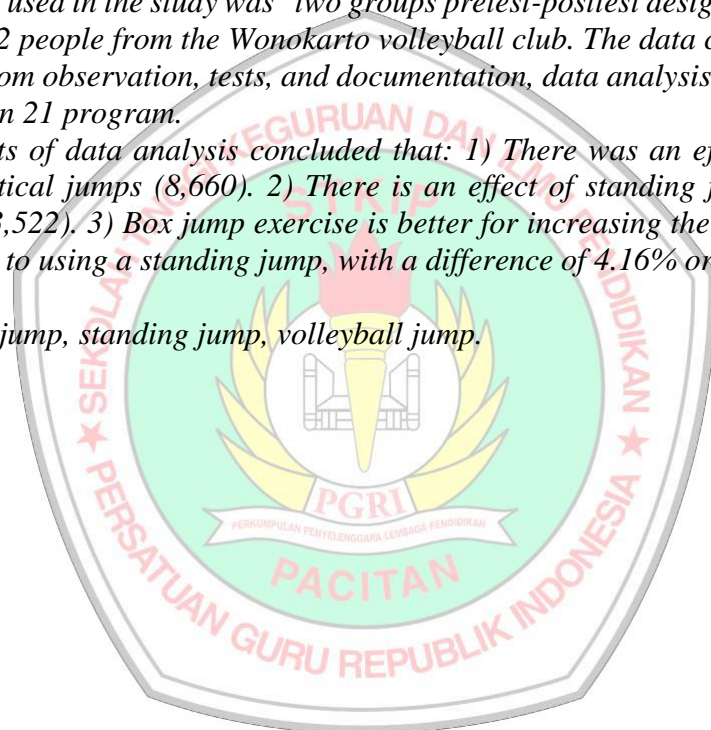 used in the study was "two groups pretest-posttest desig
2 people from the Wonokarto volleyball club. The data c
om observation, tests, and documentation, data analysis
n 21 program.
ts of data analysis concluded that: 1) There was an ef
tical jumps (8,660). 2) There is an effect of standing j
3,522). 3) Box jump exercise is better for increasing the
to using a standing jump, with a difference of 4.16% or
jump, standing jump, volleyball jump.
SEKOLAH TINGGI KEGURUAN DAN ILMU PENDIDIKAN
STKIP
PGRI
PERKUMPULAN PENYELENGGARA LEMBAGA PENDIDIKAN
PACITAN
PERSATUAN GURU REPUBLIK INDONESIA